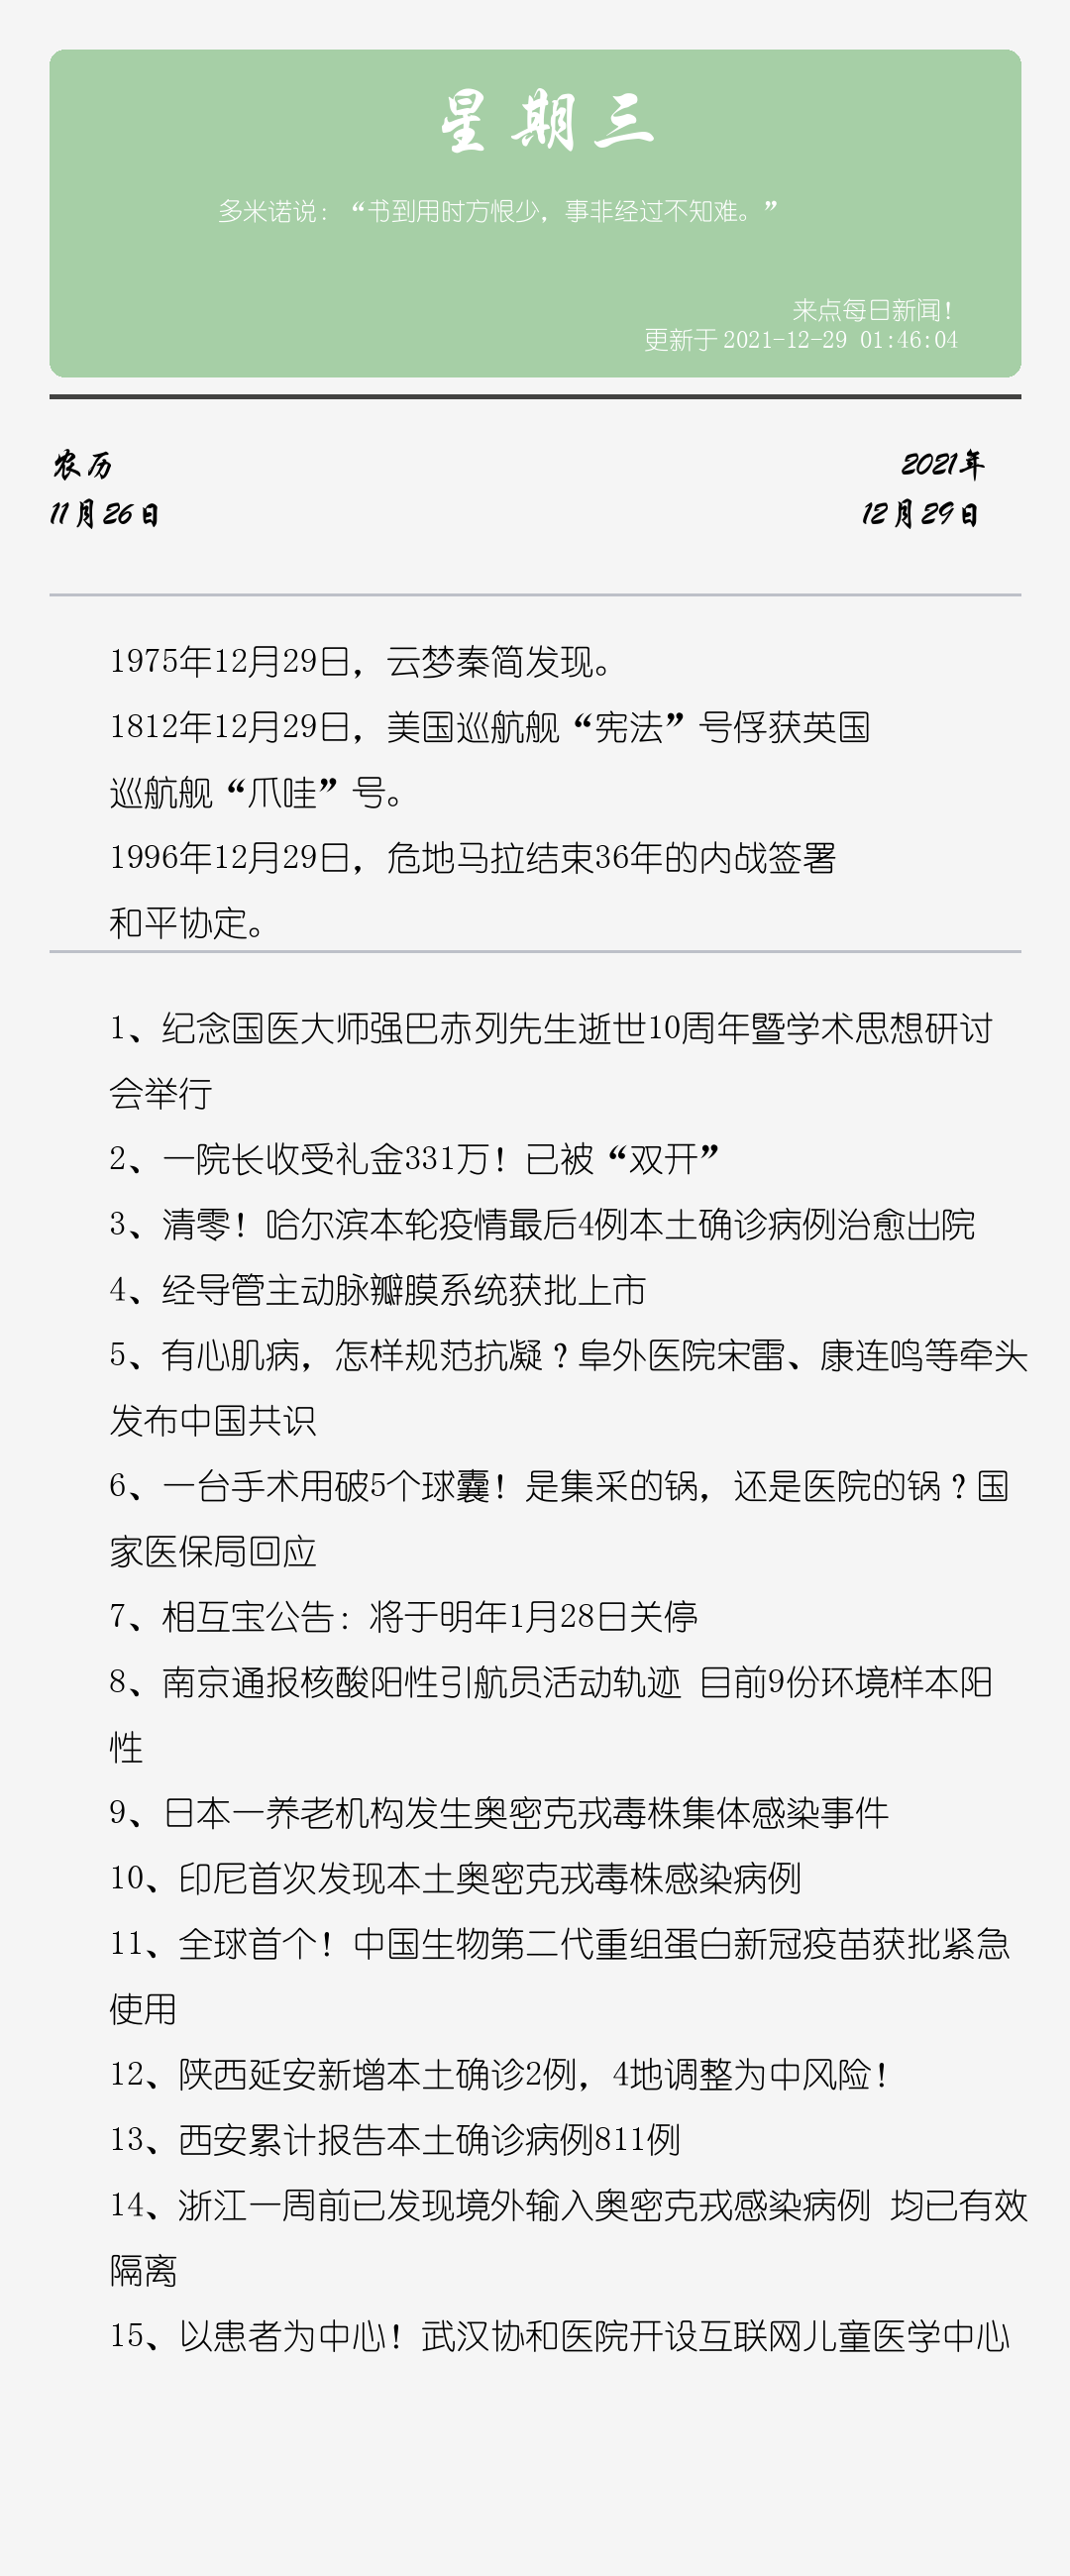 星期三
多米诺说：“书到用时方恨少，事非经过不知难。”
来点每日新闻！
更新于 2021-12-29 01:46:04
农历
2021年
11月26日
12月29日
1975年12月29日，云梦秦简发现。
1812年12月29日，美国巡航舰“宪法”号俘获英国
巡航舰“爪哇”号。
1996年12月29日，危地马拉结束36年的内战签署
和平协定。
1、纪念国医大师强巴赤列先生逝世10周年暨学术思想研讨
会举行
2、一院长收受礼金331万！已被“双开”
3、清零！哈尔滨本轮疫情最后4例本土确诊病例治愈出院
4、经导管主动脉瓣膜系统获批上市
5、有心肌病，怎样规范抗凝？阜外医院宋雷、康连鸣等牵头
发布中国共识
6、一台手术用破5个球囊！是集采的锅，还是医院的锅？国
家医保局回应
7、相互宝公告：将于明年1月28日关停
8、南京通报核酸阳性引航员活动轨迹 目前9份环境样本阳
性
9、日本一养老机构发生奥密克戎毒株集体感染事件
10、印尼首次发现本土奥密克戎毒株感染病例
11、全球首个！中国生物第二代重组蛋白新冠疫苗获批紧急
使用
12、陕西延安新增本土确诊2例，4地调整为中风险！
13、西安累计报告本土确诊病例811例
14、浙江一周前已发现境外输入奥密克戎感染病例 均已有效
隔离
15、以患者为中心！武汉协和医院开设互联网儿童医学中心